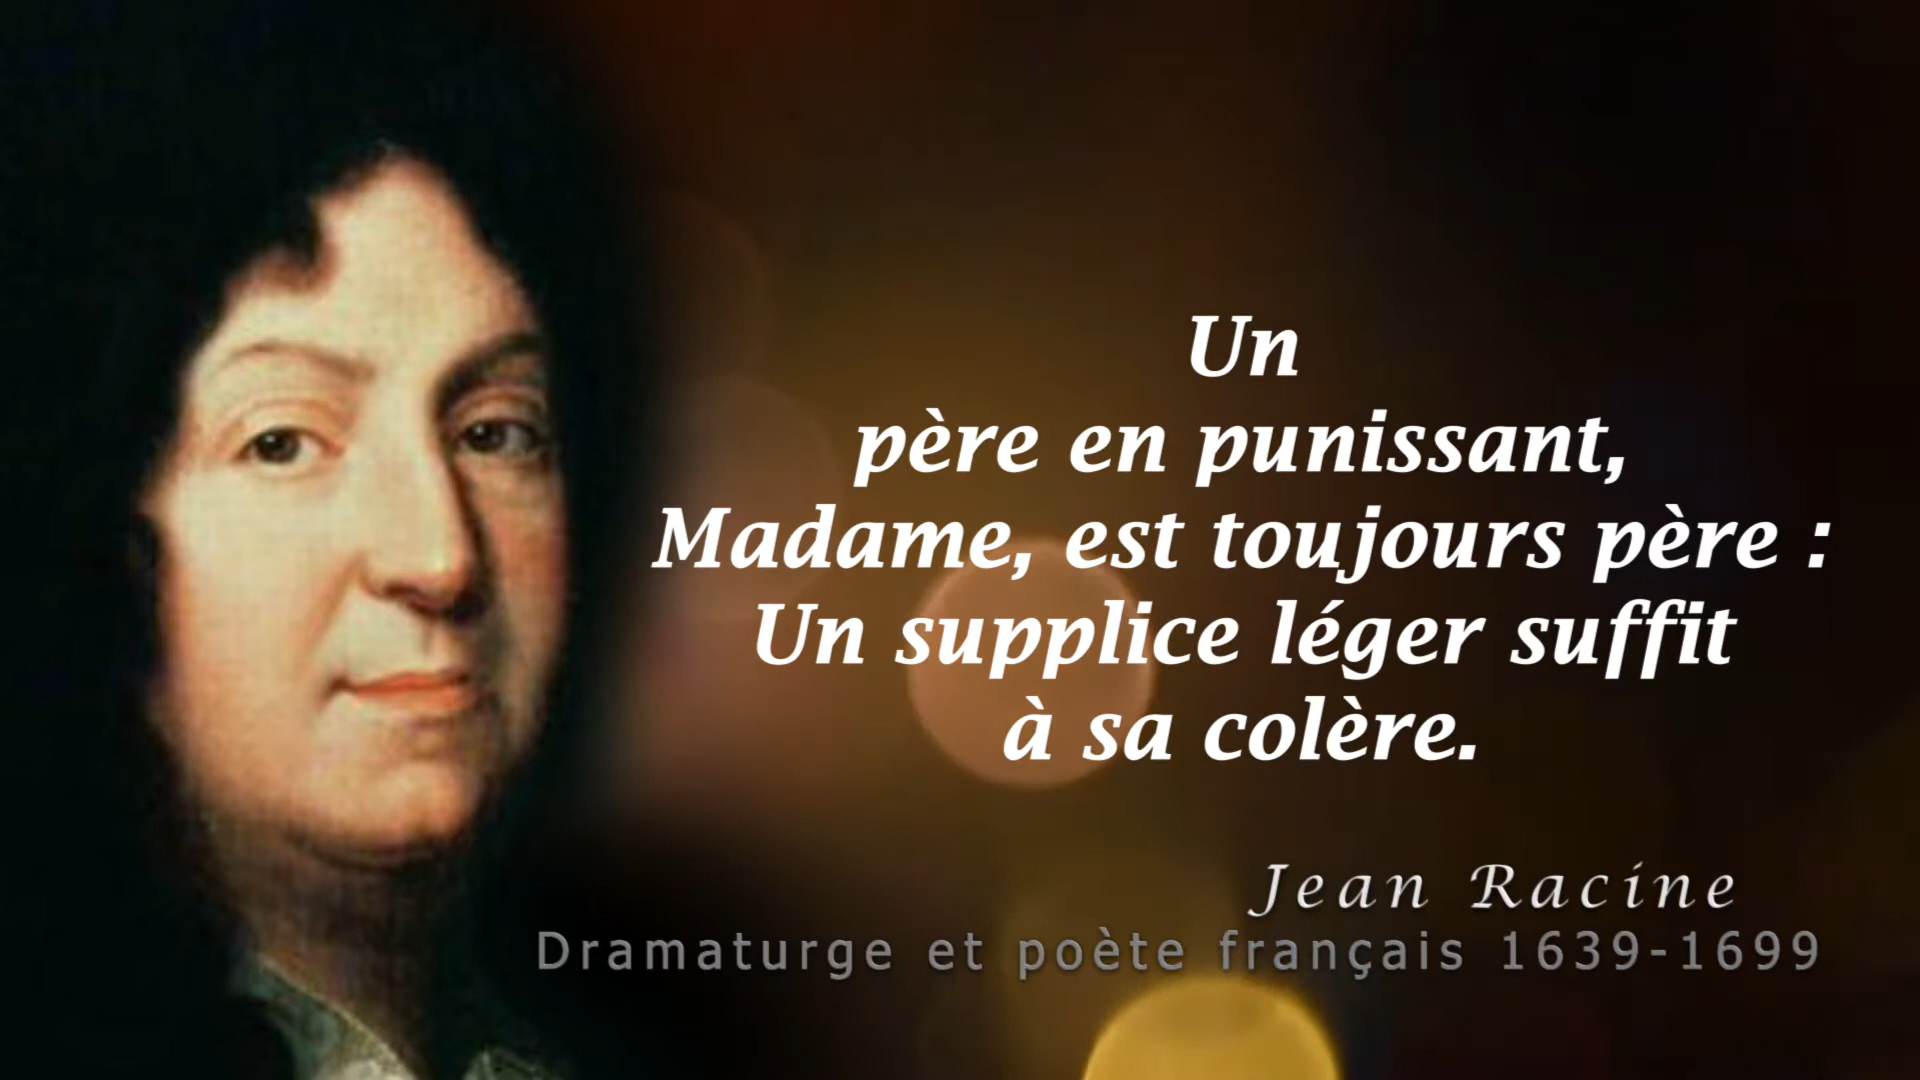 Un
père en punissant,
Madame, est toujours père :
Un supplice léger suffit
à sa colère.
Jean Racine
Dramaturge et poète français 1639-1699